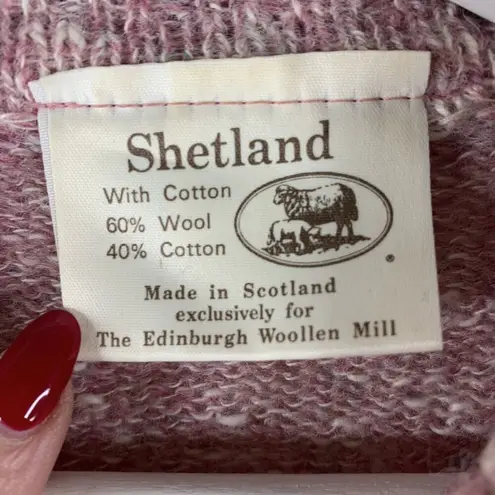 Shetland
With Cotton
60% Wool
40% Cotton
®
Made in Scotland
exclusively for
The Edinburgh Woollen Mill